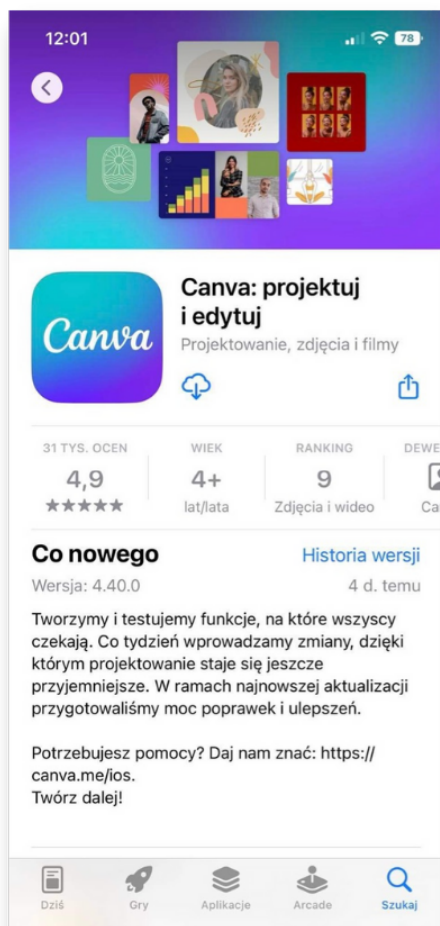 12:01
78
Canva
Canva: projektuj
i edytuj
Projektowanie, zdjęcia i filmy
31 TYS. OCEN
4,9
★★★★★
WIEK
4+
lat/lata
RANKING
9
Zdjęcia i wideo
DEWE
Ca
Co nowego
Historia wersji
Wersja: 4.40.0
4 d. temu
Tworzymy i testujemy funkcje, na które wszyscy
czekają. Co tydzień wprowadzamy zmiany, dzięki
którym projektowanie staje się jeszcze
przyjemniejsze. W ramach najnowszej aktualizacji
przygotowaliśmy moc poprawek i ulepszeń.
Potrzebujesz pomocy? Daj nam znać: https://
canva.me/ios.
Twórz dalej!
Dziś
Gry
Aplikacje
Arcade
Szukaj